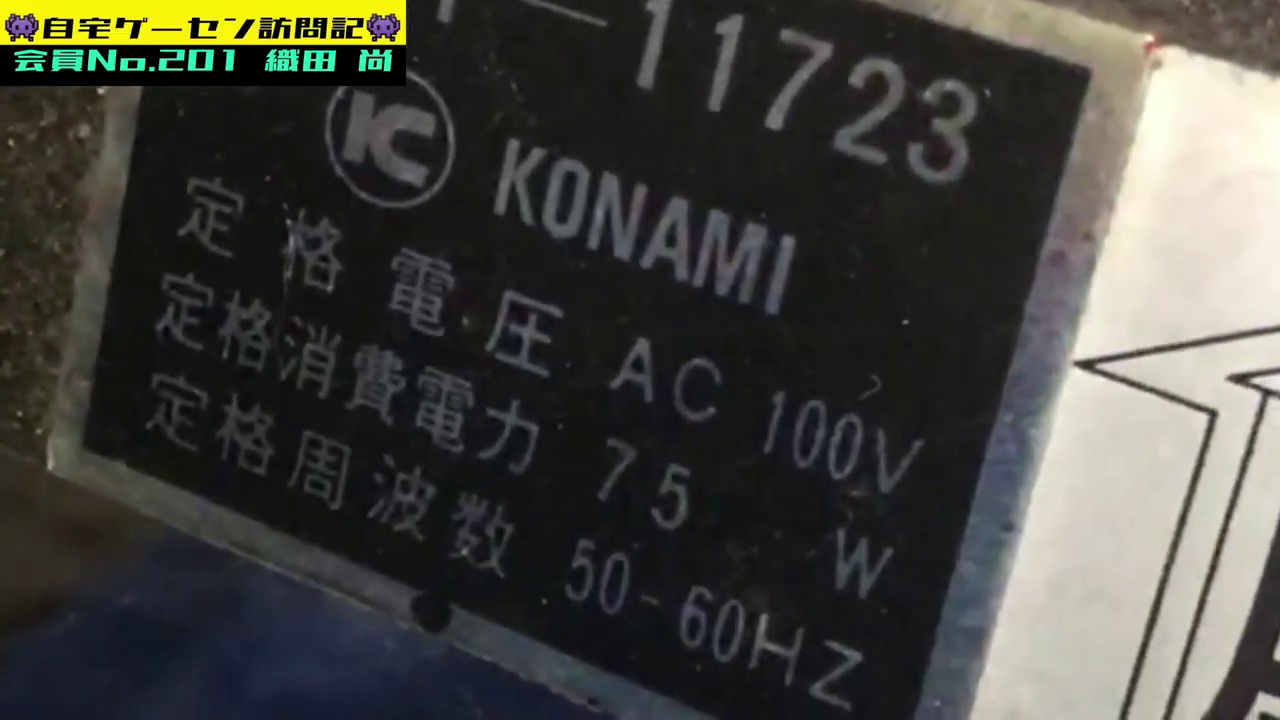 自宅ゲーセン訪問記
会員No.201 織田 尚
-11723
KONAMI
定格電圧 AC 100V
定格消費電力 75 W
定格周波数 50-60HZ